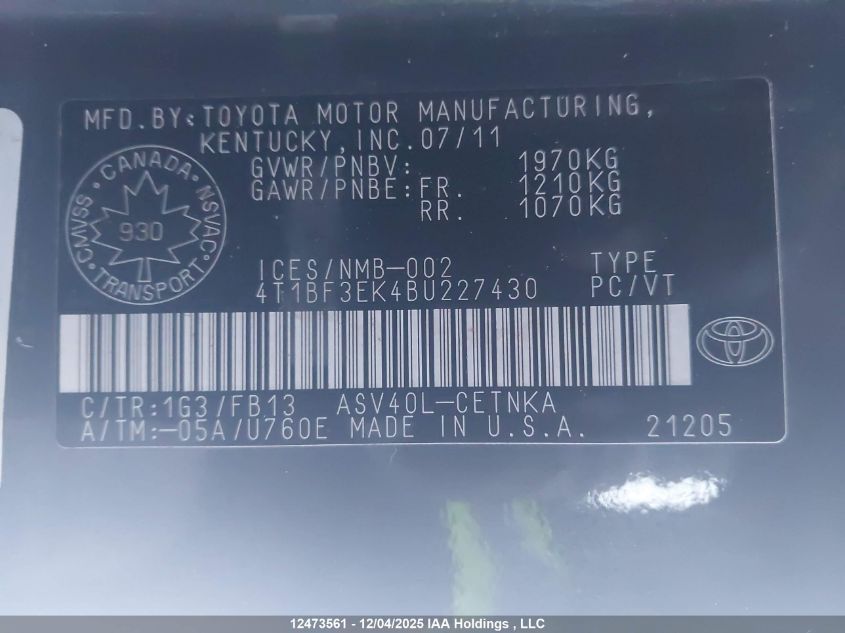 MFD.BY:TOYOTA MOTOR MANUFACTURING,
KENTUCKY,INC.07/11
GVWR/PNBV: 1970KG
GAWR/PNBE:FR. 1210KG
RR. 1070KG
CANADA
CMVSS 930 NSVAC
TRANSPORT
ICES/NMB-002 TYPE
4T1BF3EK4BU227430 PC/VT
C/TR:1G3/FB13 ASV40L-CETNKA
A/TM:-05A/U760E MADE IN U.S.A. 21205
12473561 - 12/04/2025 IAA Holdings , LLC